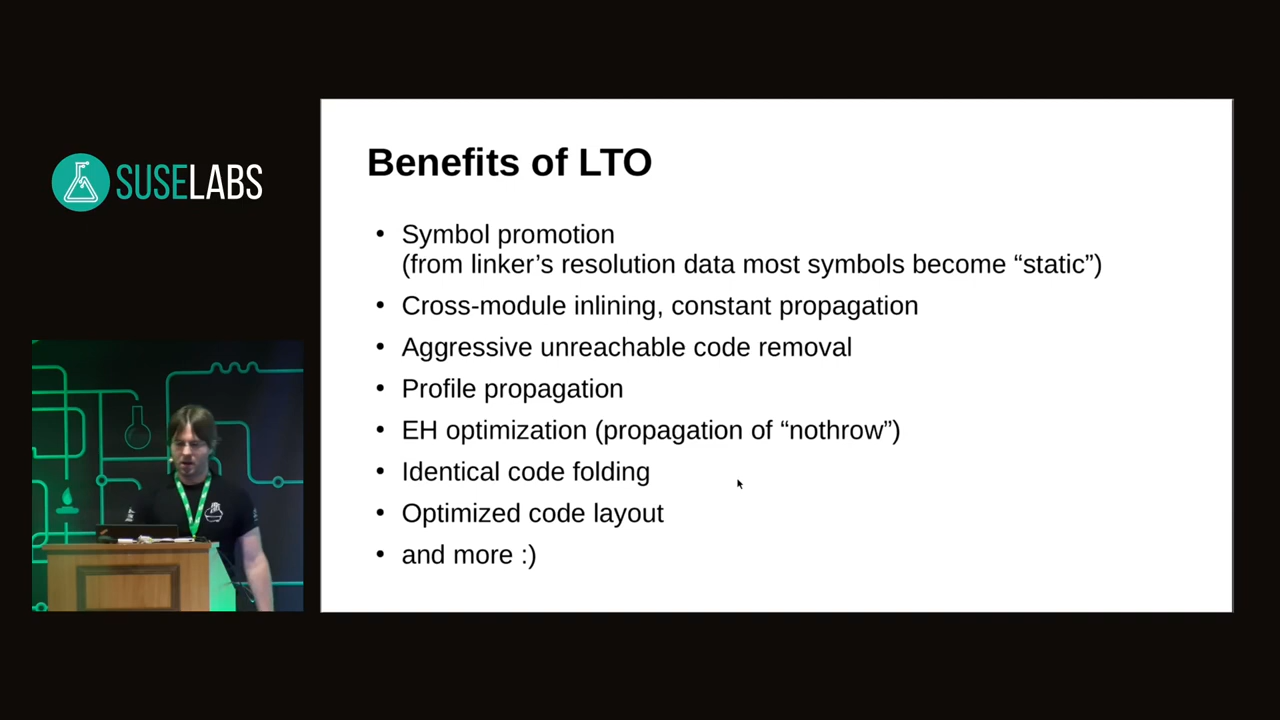 SUSELABS
Benefits of LTO
• Symbol promotion
(from linker’s resolution data most symbols become “static”)
• Cross-module inlining, constant propagation
• Aggressive unreachable code removal
• Profile propagation
• EH optimization (propagation of “nothrow”)
• Identical code folding
• Optimized code layout
• and more :)